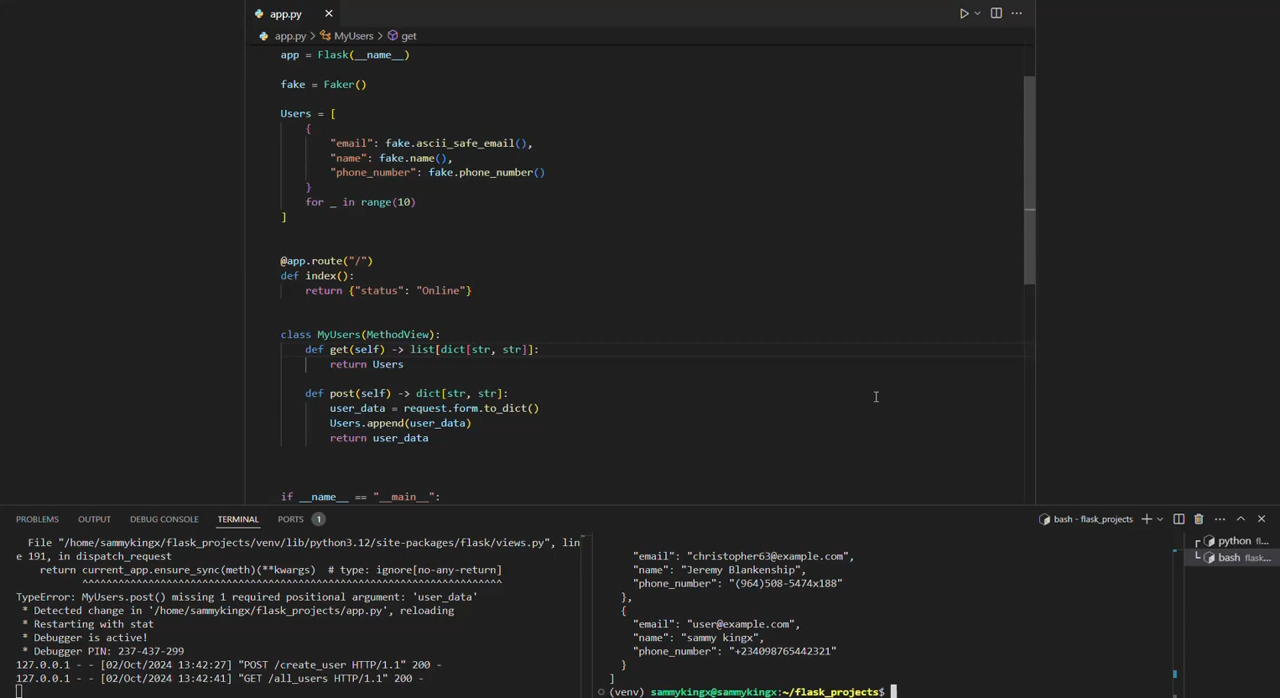 app.py
app.py > MyUsers > get
app = Flask(__name__)
fake = Faker()
Users = [
{
"email": fake.ascii_safe_email(),
"name": fake.name(),
"phone_number": fake.phone_number()
}
for _ in range(10)
]
@app.route("/")
def index():
return {"status": "Online"}
class MyUsers(MethodView):
def get(self) -> list[dict[str, str]]:
return Users
def post(self) -> dict[str, str]:
user_data = request.form.to_dict()
Users.append(user_data)
return user_data
if __name__ == "__main__":
PROBLEMS OUTPUT DEBUG CONSOLE TERMINAL PORTS 1
bash - flask_projects
File "/home/sammykingx/flask_projects/venv/lib/python3.12/site-packages/flask/views.py", lin
e 191, in dispatch_request
return current_app.ensure_sync(meth)(**kwargs)  # type: ignore[no-any-return]
^^^^^^^^^^^^^^^^^^^^^^^^^^^^^^^^^^^^^^^^^^^^^^^^^^^^^^^^^^^^^^^^^^^^^^^^^
TypeError: MyUsers.post() missing 1 required positional argument: 'user_data'
* Detected change in '/home/sammykingx/flask_projects/app.py', reloading
* Restarting with stat
* Debugger is active!
* Debugger PIN: 237-437-299
127.0.0.1 - - [02/Oct/2024 13:42:27] "POST /create_user HTTP/1.1" 200 -
127.0.0.1 - - [02/Oct/2024 13:42:41] "GET /all_users HTTP/1.1" 200 -
"email": "christopher63@example.com",
"name": "Jeremy Blankenship",
"phone_number": "(964)508-5474x188"
},
{
"email": "user@example.com",
"name": "sammy kingx",
"phone_number": "+234098765442321"
}
]
(venv) sammykingx@sammykingx:~/flask_projects$
python fl...
bash flask...